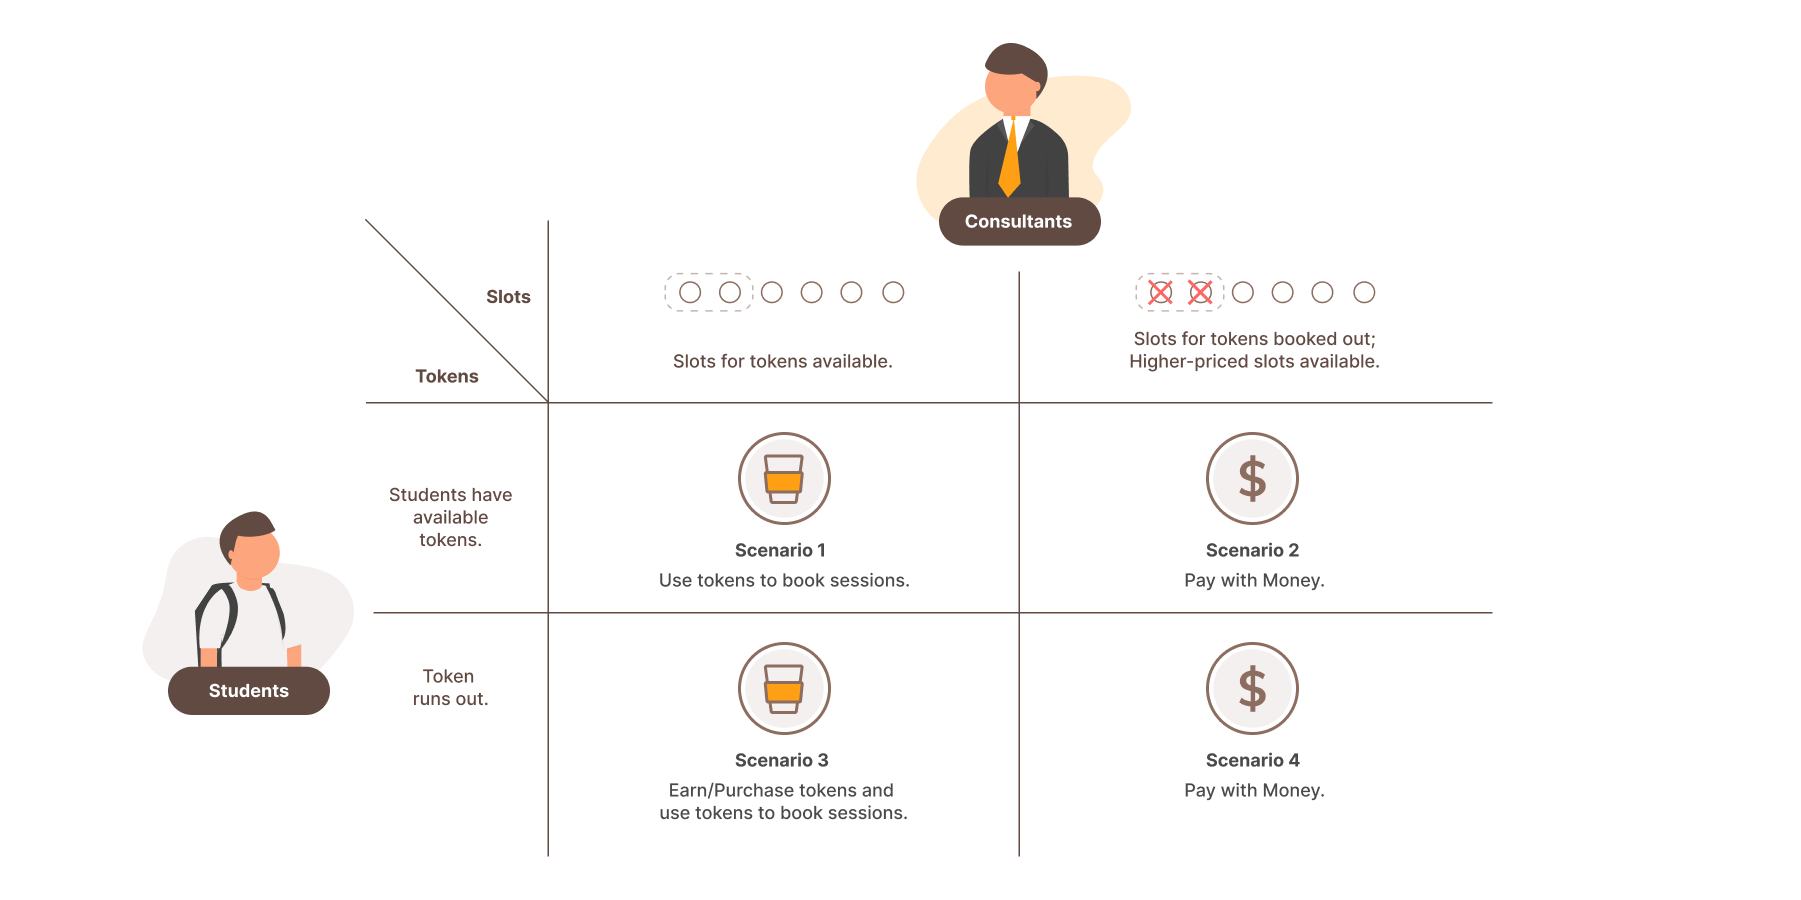 Consultants
Slots
Tokens
Slots for tokens available.
Slots for tokens booked out;
Higher-priced slots available.
Students have
available
tokens.
Scenario 1
Use tokens to book sessions.
Scenario 2
Pay with Money.
Students
Token
runs out.
Scenario 3
Earn/Purchase tokens and
use tokens to book sessions.
Scenario 4
Pay with Money.